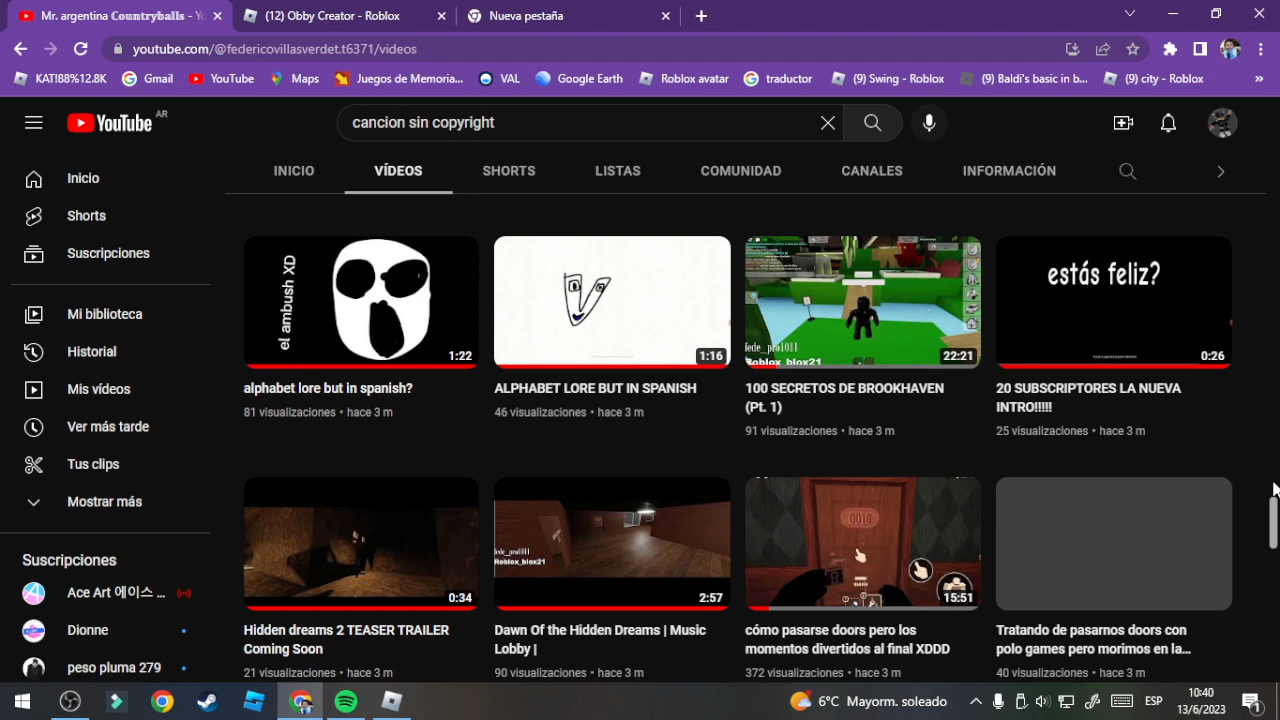 Mr. argentina Countryballs - Yo
(12) Obby Creator - Roblox
Nueva pestaña
youtube.com/@federicovillasverdet.t6371/videos
KAT!88%12.8K
Gmail
YouTube
Maps
Juegos de Memoria...
VAL
Google Earth
Roblox avatar
traductor
(9) Swing - Roblox
(9) Baldi's basic in b...
(9) city - Roblox
»
YouTube AR
cancion sin copyright
INICIO
VÍDEOS
SHORTS
LISTAS
COMUNIDAD
CANALES
INFORMACIÓN
Inicio
Shorts
Suscripciones
Mi biblioteca
Historial
Mis vídeos
Ver más tarde
Tus clips
Mostrar más
Suscripciones
Ace Art 에이스 ...
Dionne
peso pluma 279
el ambush XD
1:22
alphabet lore but in spanish?
81 visualizaciones • hace 3 m
1:16
ALPHABET LORE BUT IN SPANISH
46 visualizaciones • hace 3 m
fede_pro1011
Roblox_blox21
22:21
100 SECRETOS DE BROOKHAVEN
(Pt. 1)
91 visualizaciones • hace 3 m
estás feliz?
0:26
20 SUBSCRIPTORES LA NUEVA
INTRO!!!!!
25 visualizaciones • hace 3 m
0:34
Hidden dreams 2 TEASER TRAILER
Coming Soon
21 visualizaciones • hace 3 m
fede_pro1011
Roblox_blox21
2:57
Dawn Of the Hidden Dreams | Music
Lobby |
90 visualizaciones • hace 3 m
0016
15:51
cómo pasarse doors pero los
momentos divertidos al final XDDD
372 visualizaciones • hace 3 m
Tratando de pasarnos doors con
polo games pero morimos en la...
40 visualizaciones • hace 3 m
6°C Mayorm. soleado
ESP
10:40
13/6/2023
1